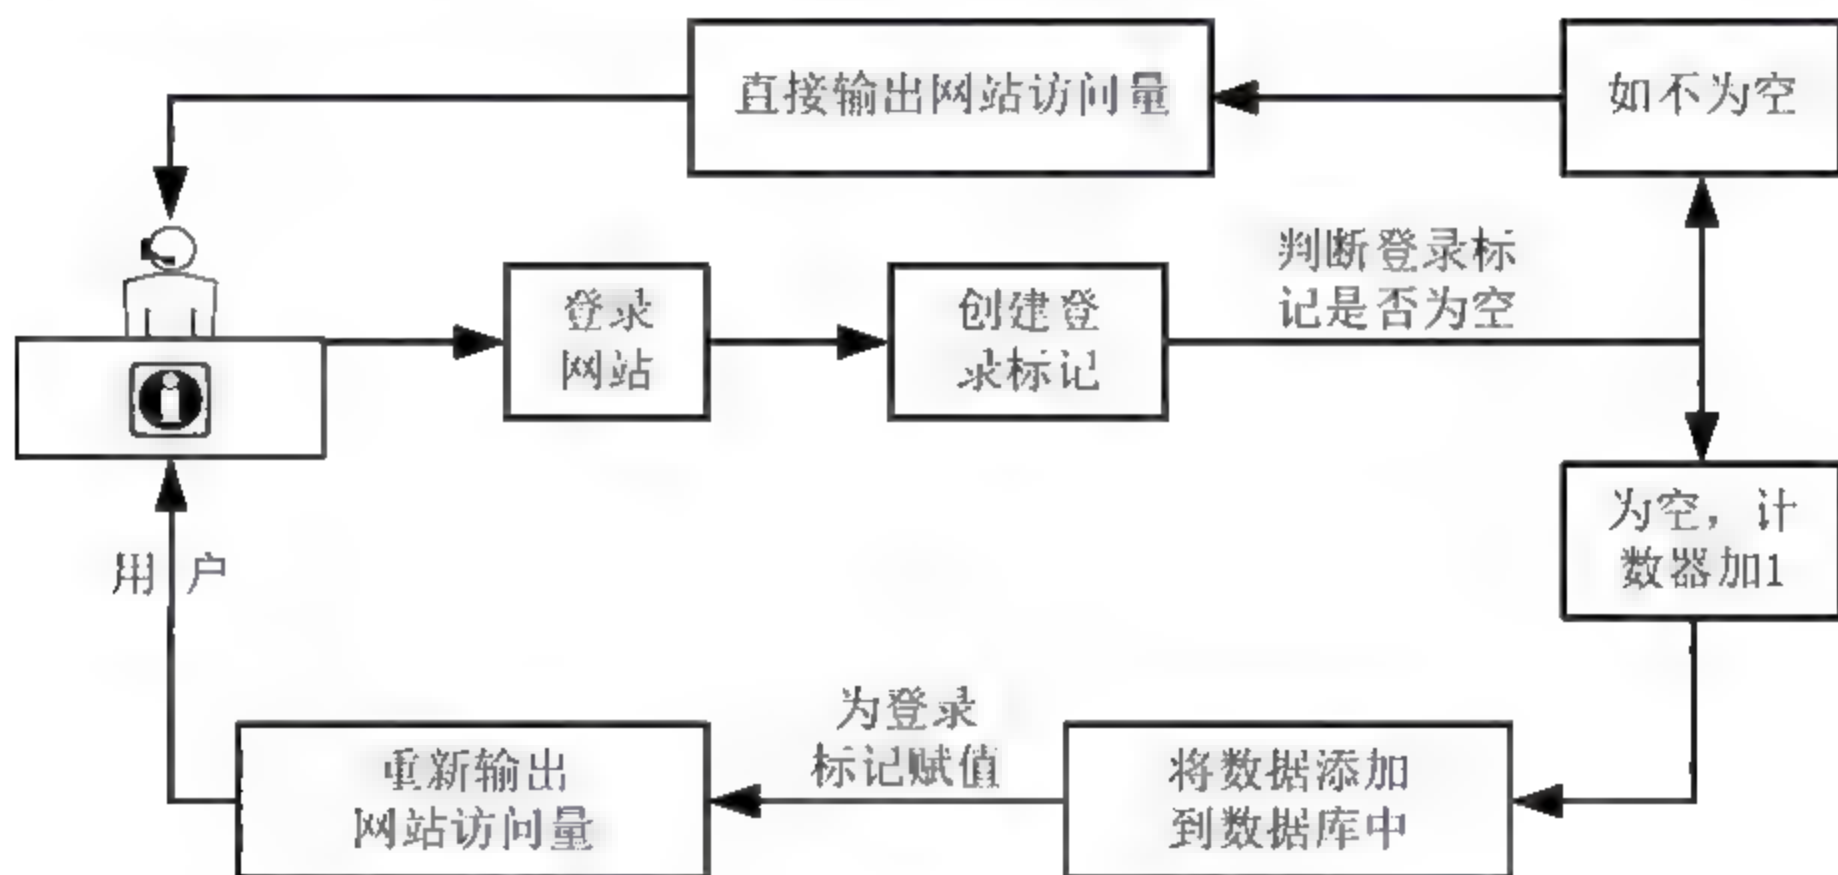 直接输出网站访问量
如不为空
判断登录标
记是否为空
登录
网站
创建登
录标记
为空，计
数器加1
用户
为登录
标记赋值
重新输出
网站访问量
将数据添加
到数据库中